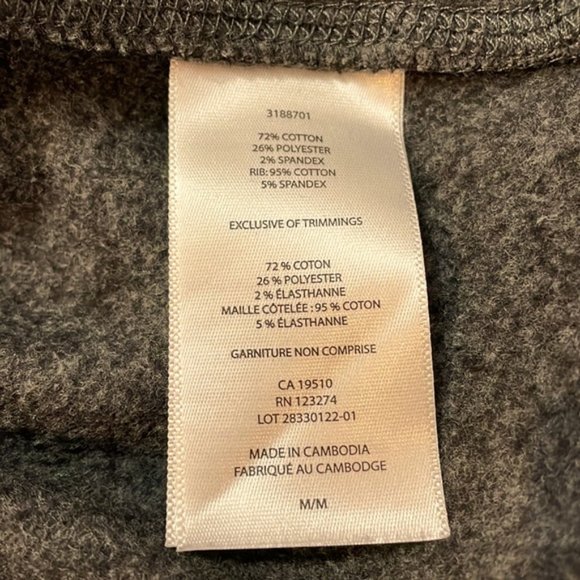 3188701
72% COTTON
26% POLYESTER
2% SPANDEX
RIB: 95% COTTON
5% SPANDEX
EXCLUSIVE OF TRIMMINGS
72 % COTON
26 % POLYESTER
2 % ÉLASTHANNE
MAILLE CÔTELÉE : 95 % COTON
5 % ÉLASTHANNE
GARNITURE NON COMPRISE
CA 19510
RN 123274
LOT 28330122-01
MADE IN CAMBODIA
FABRIQUÉ AU CAMBODGE
M/M